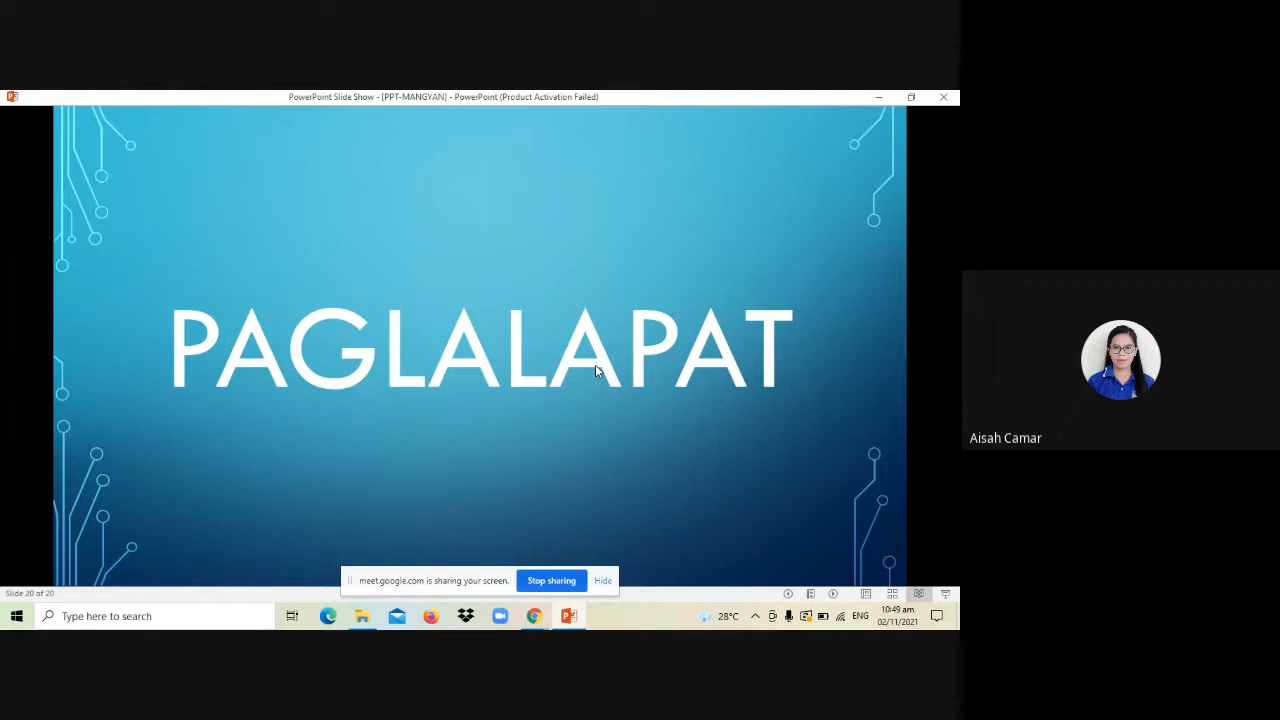 PowerPoint Slide Show - [PPT-MANGYAN] - PowerPoint (Product Activation Failed)
PAGLALAPAT
Aisah Camar
meet.google.com is sharing your screen.
Stop sharing
Hide
Slide 20 of 20
Type here to search
28°C
ENG
10:49 am
02/11/2021